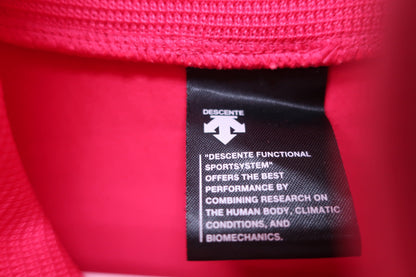 DESCENTE
"DESCENTE FUNCTIONAL
SPORTSYSTEM"
OFFERS THE BEST
PERFORMANCE BY
COMBINING RESEARCH ON
THE HUMAN BODY, CLIMATIC
CONDITIONS, AND
BIOMECHANICS.